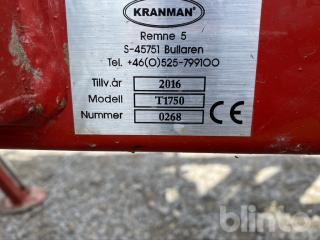 KRANMAN®
Remne 5
S-45751 Bullaren
Tel. +46(0)525-799100
Tillv.år 2016
Modell T1750
Nummer 0268 CE
blinto